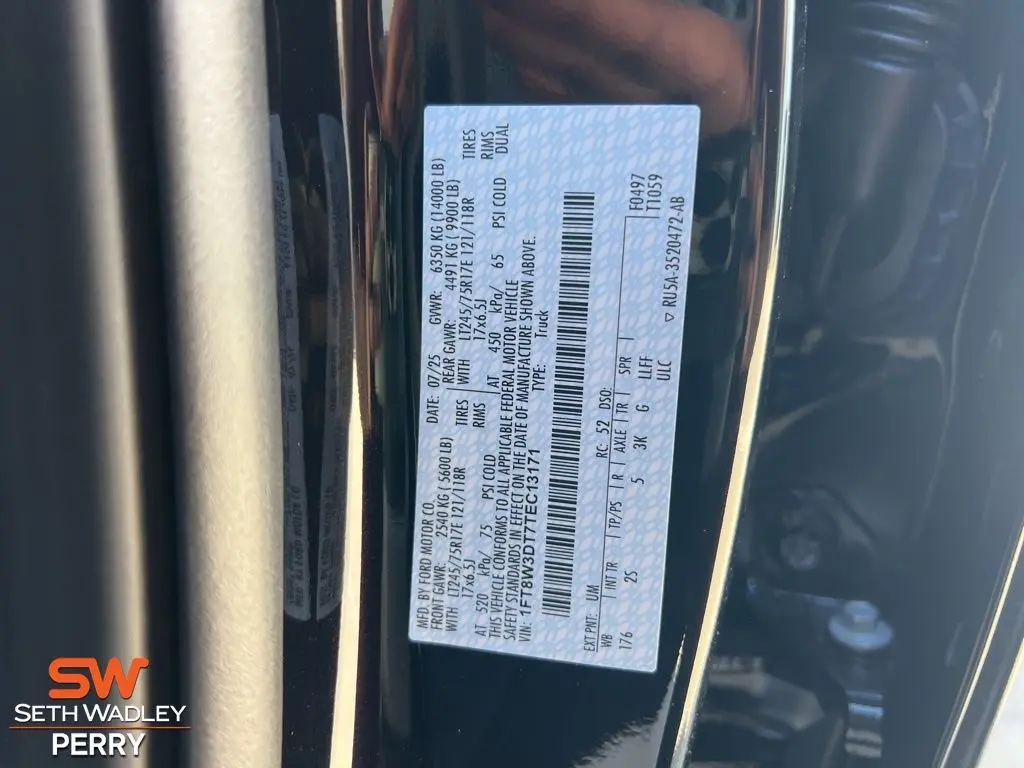 MFD. BY FORD MOTOR CO.
DATE: 07/25 GVWR: 6350 KG (14000 LB)
FRONT GAWR: 2540 KG ( 5600 LB) REAR GAWR: 4491 KG ( 9900 LB)
WITH LT245/75R17E 121/118R TIRES WITH LT245/75R17E 121/118R TIRES
17x6.5J RIMS 17x6.5J RIMS
AT 520 kPa/ 75 PSI COLD AT 450 kPa/ 65 PSI COLD DUAL
THIS VEHICLE CONFORMS TO ALL APPLICABLE FEDERAL MOTOR VEHICLE
SAFETY STANDARDS IN EFFECT ON THE DATE OF MANUFACTURE SHOWN ABOVE.
VIN: 1FT8W3DT7TEC13171 TYPE: Truck
EXT PNT: UM RC: 52 DSO:
WB INT TR TP/PS R AXLE TR SPR F0497
176 2S 5 3K G LLFF T1059
ULC
▽ RU5A-3520472-AB
SW
SETH WADLEY
PERRY